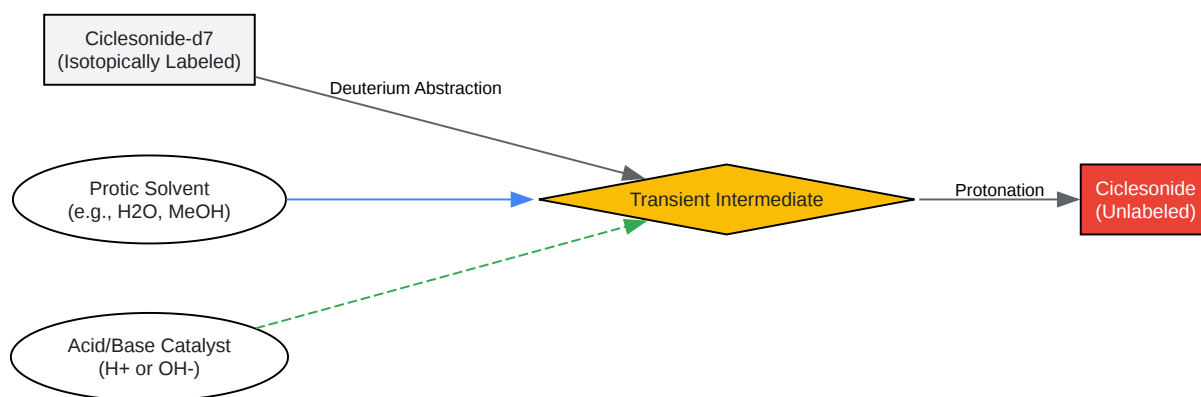 Ciclesonide-d7
(Isotopically Labeled)
Deuterium Abstraction
Protic Solvent
(e.g., H2O, MeOH)
Transient Intermediate
Protonation
Ciclesonide
(Unlabeled)
Acid/Base Catalyst
(H+ or OH-)